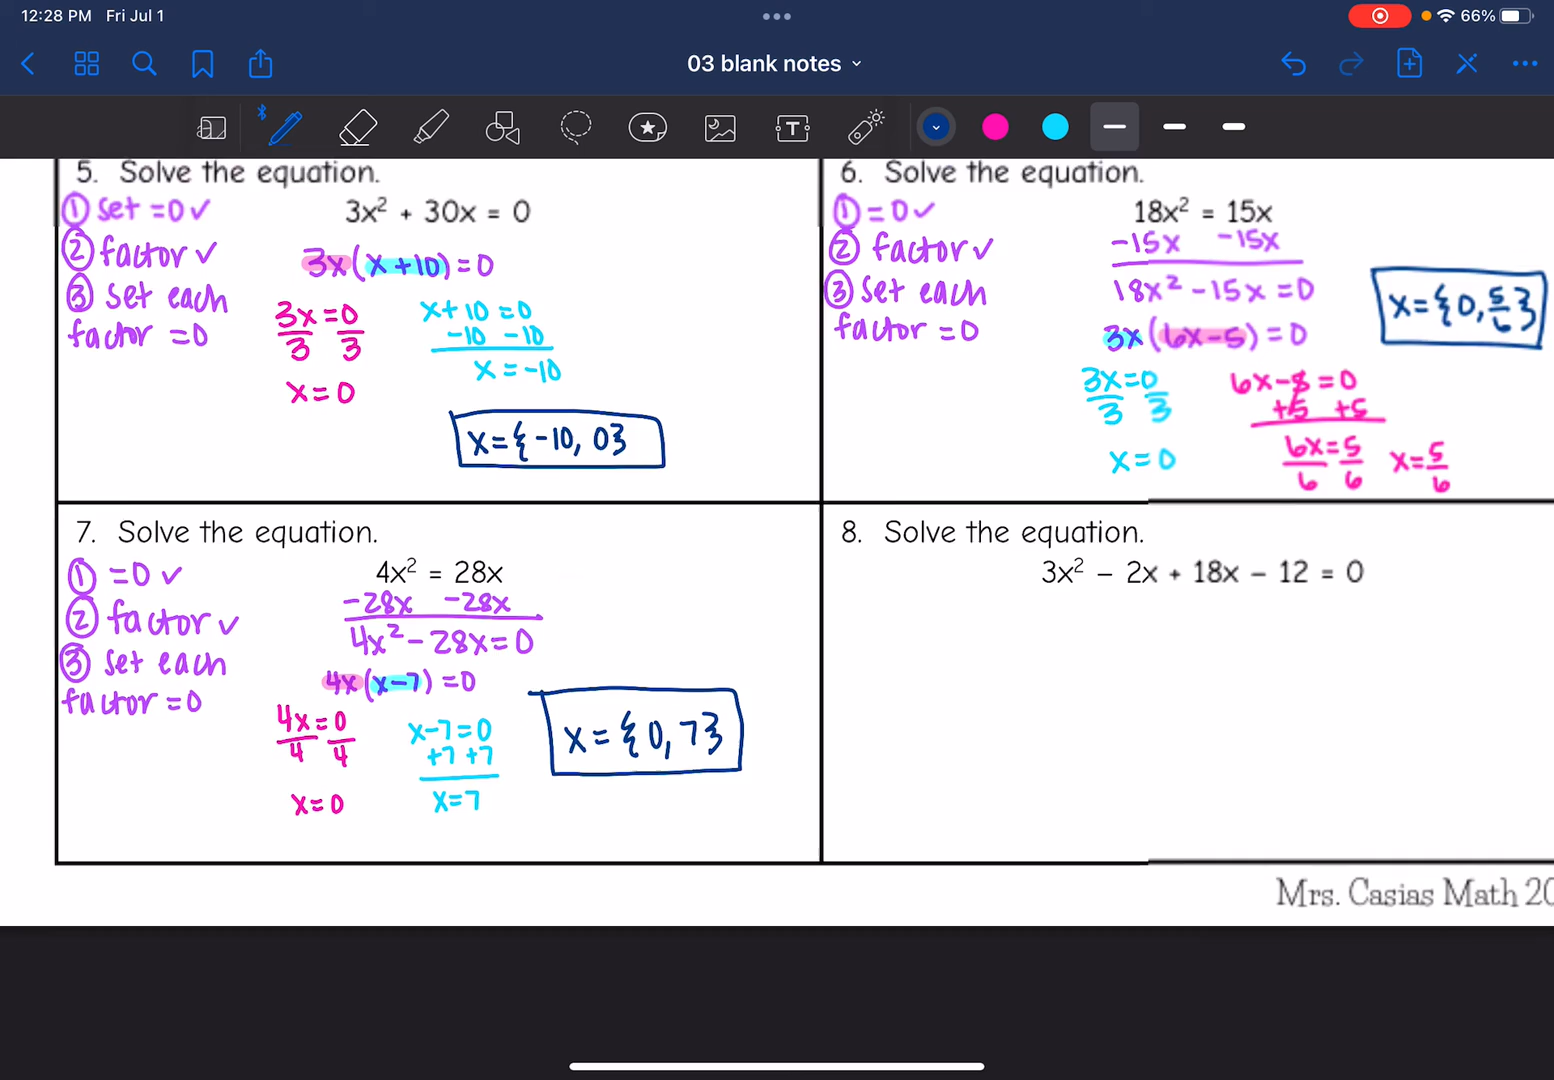 12:28 PM Fri Jul 1
66%
03 blank notes
T
5. Solve the equation.
3x² + 30x = 0
① set =0 ✓
② factor ✓
③ set each
factor =0
3x(x+10)=0
3x=0
3 3
x=0
x+10=0
-10 -10
x=-10
x={-10, 0}
6. Solve the equation.
18x² = 15x
① =0 ✓
② factor ✓
③ set each
factor =0
-15x -15x
18x²-15x=0
3x(6x-5)=0
3x=0
3 3
x=0
6x-5=0
+5 +5
6x=5
6 6
x=5/6
x={0, 5/6}
7. Solve the equation.
4x² = 28x
① =0 ✓
② factor ✓
③ set each
factor =0
-28x -28x
4x²-28x=0
4x(x-7)=0
4x=0
4 4
x=0
x-7=0
+7 +7
x=7
x={0, 7}
8. Solve the equation.
3x² − 2x + 18x − 12 = 0
Mrs. Casias Math 20